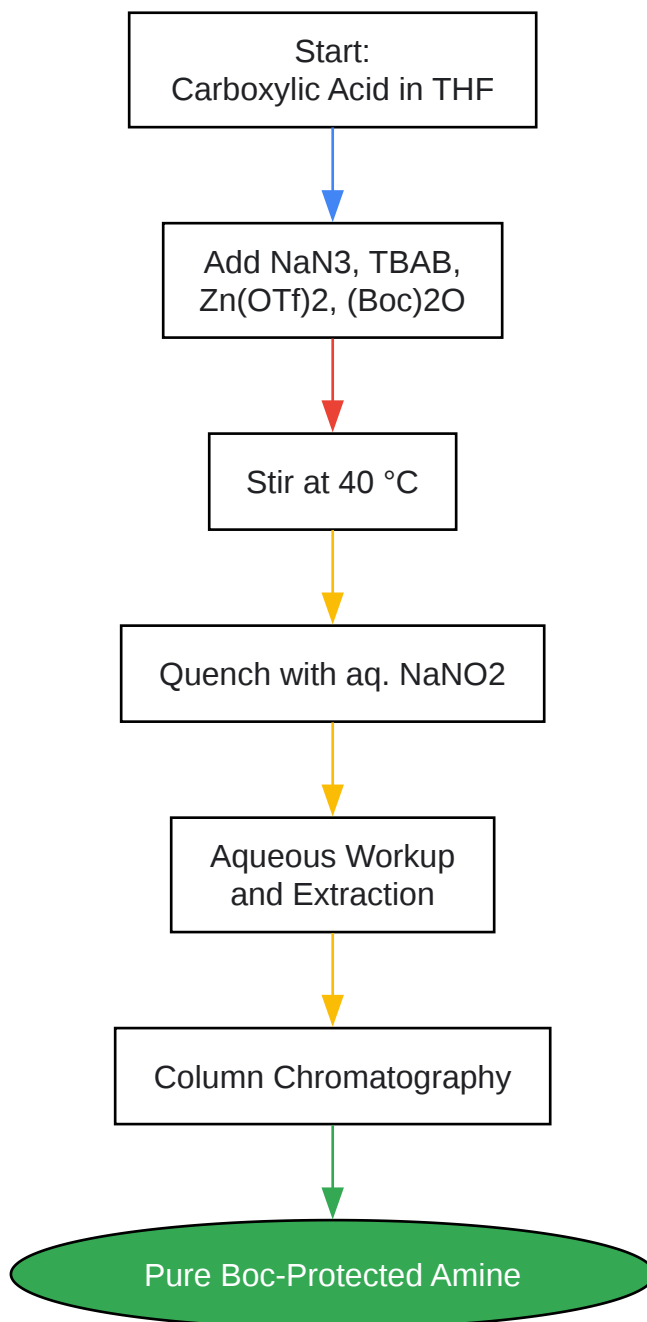 Start:
Carboxylic Acid in THF
Add NaN3, TBAB,
Zn(OTf)2, (Boc)2O
Stir at 40 °C
Quench with aq. NaNO2
Aqueous Workup
and Extraction
Column Chromatography
Pure Boc-Protected Amine